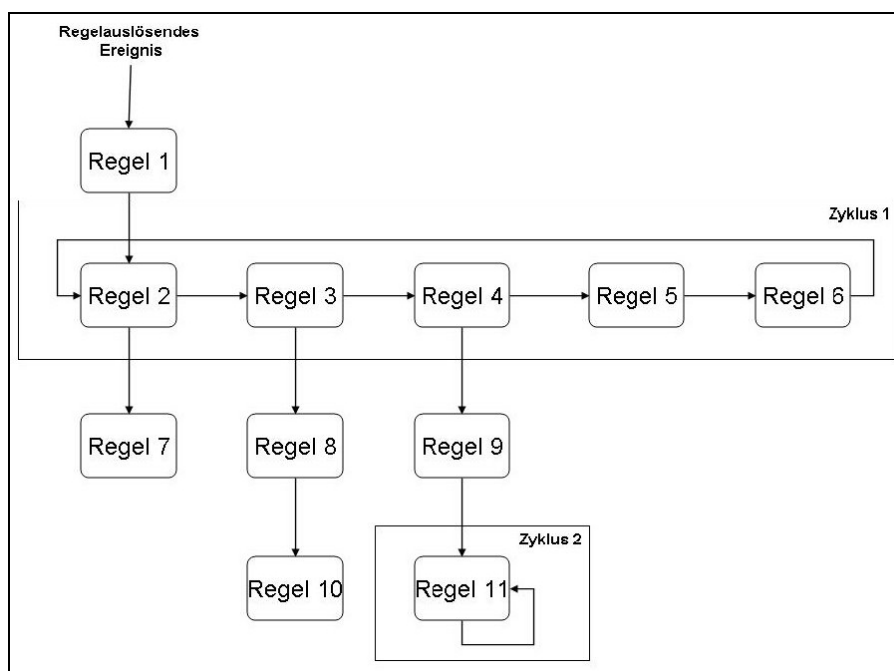 Regelauslösendes
Ereignis
Regel 1
Zyklus 1
Regel 2
Regel 3
Regel 4
Regel 5
Regel 6
Regel 7
Regel 8
Regel 9
Zyklus 2
Regel 10
Regel 11